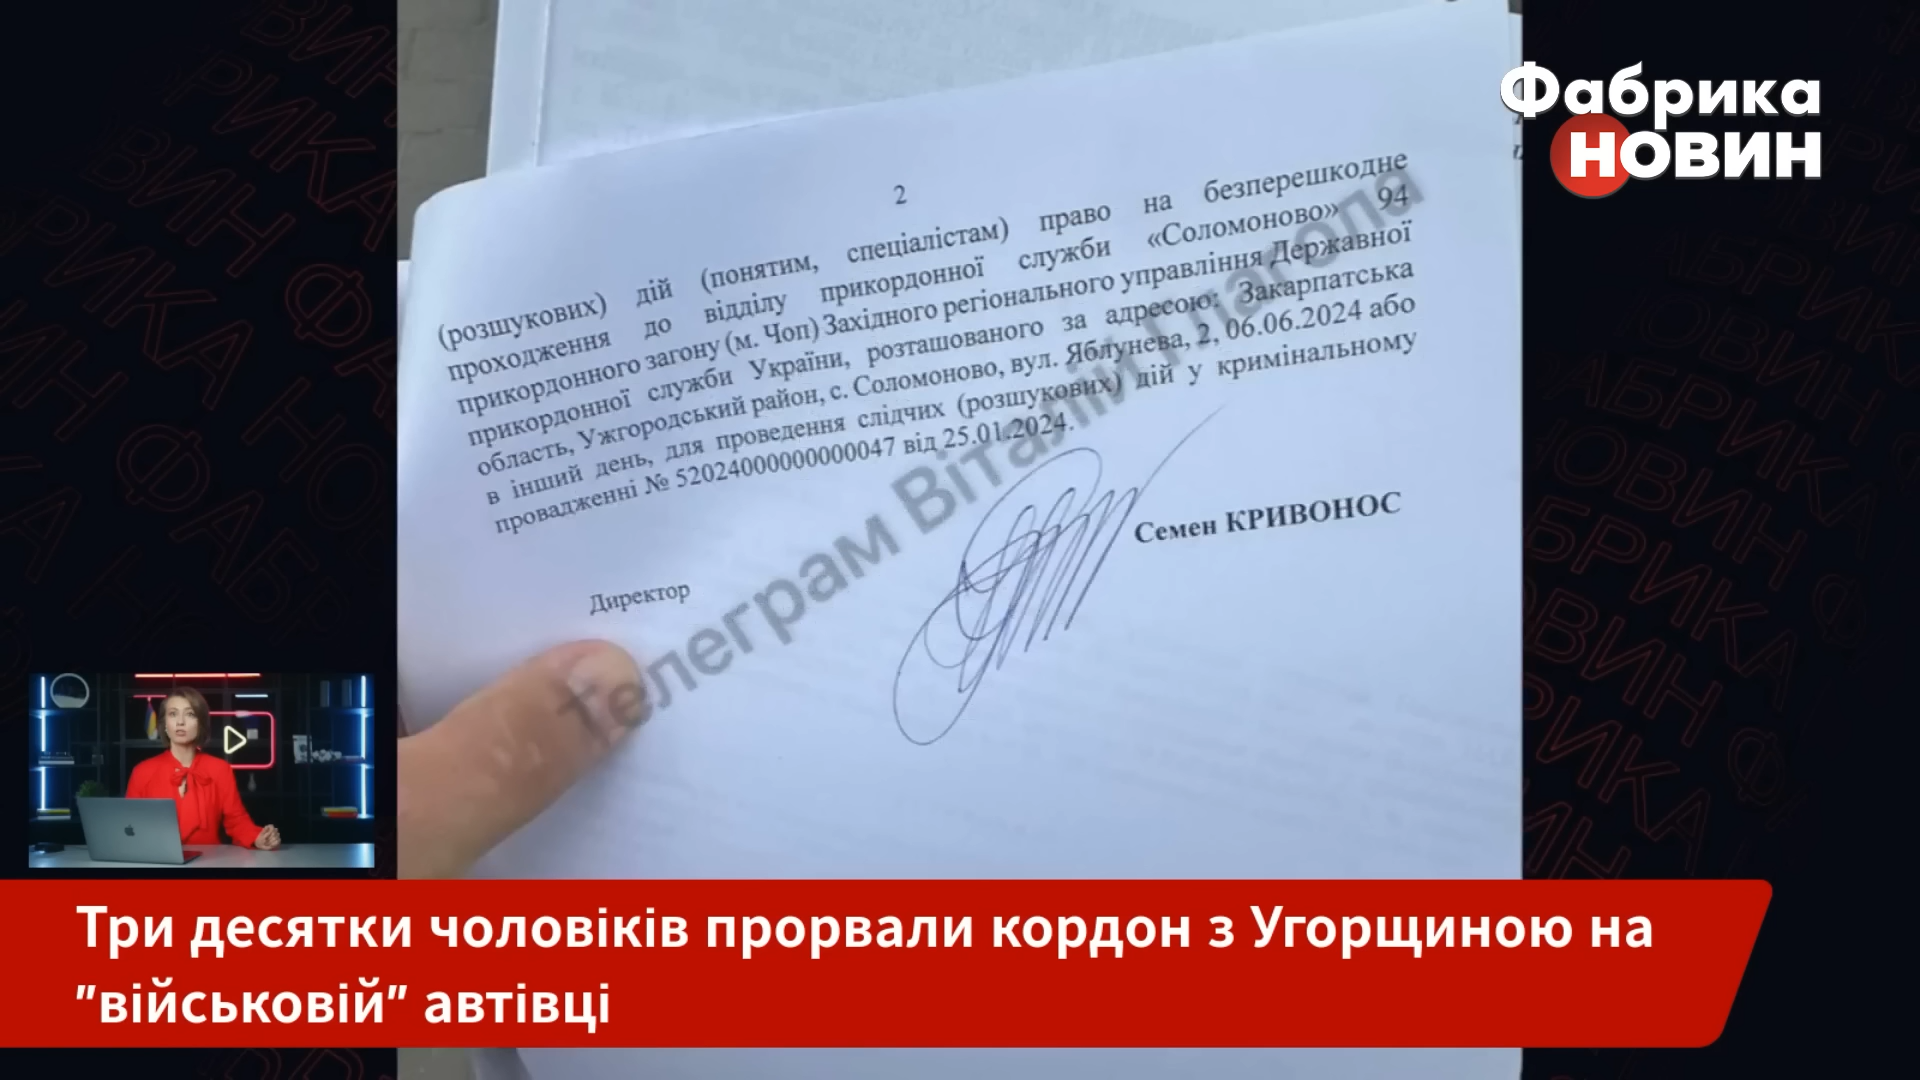 Фабрика
НОВИН
2
(розшукових) дій (понятим, спеціалістам) право на безперешкодне
проходження до відділу прикордонної служби «Соломоново» 94
прикордонного загону (м. Чоп) Західного регіонального управління Державної
прикордонної служби України, розташованого за адресою: Закарпатська
область, Ужгородський район, с. Соломоново, вул. Яблунева, 2, 06.06.2024 або
в інший день, для проведення слідчих (розшукових) дій у кримінальному
провадженні № 52024000000000047 від 25.01.2024.
Директор
Семен КРИВОНОС
Телеграм Віталій Глагола
Три десятки чоловіків прорвали кордон з Угорщиною на
"військовій" автівці